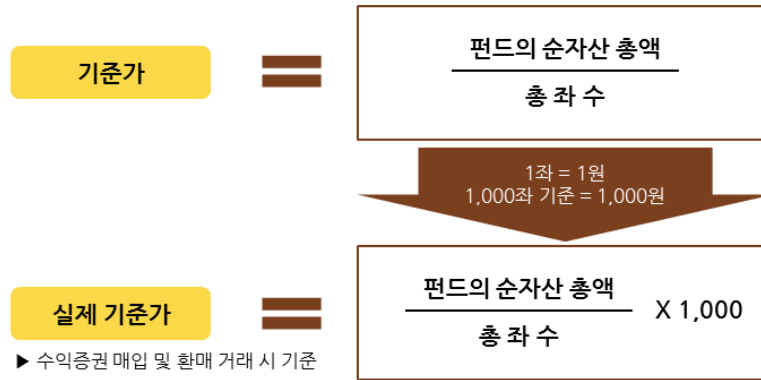 기준가
펀드의 순자산 총액
총 좌 수
1좌 = 1원
1,000좌 기준 = 1,000원
실제 기준가
펀드의 순자산 총액
총 좌 수
X 1,000
▶ 수익증권 매입 및 환매 거래 시 기준